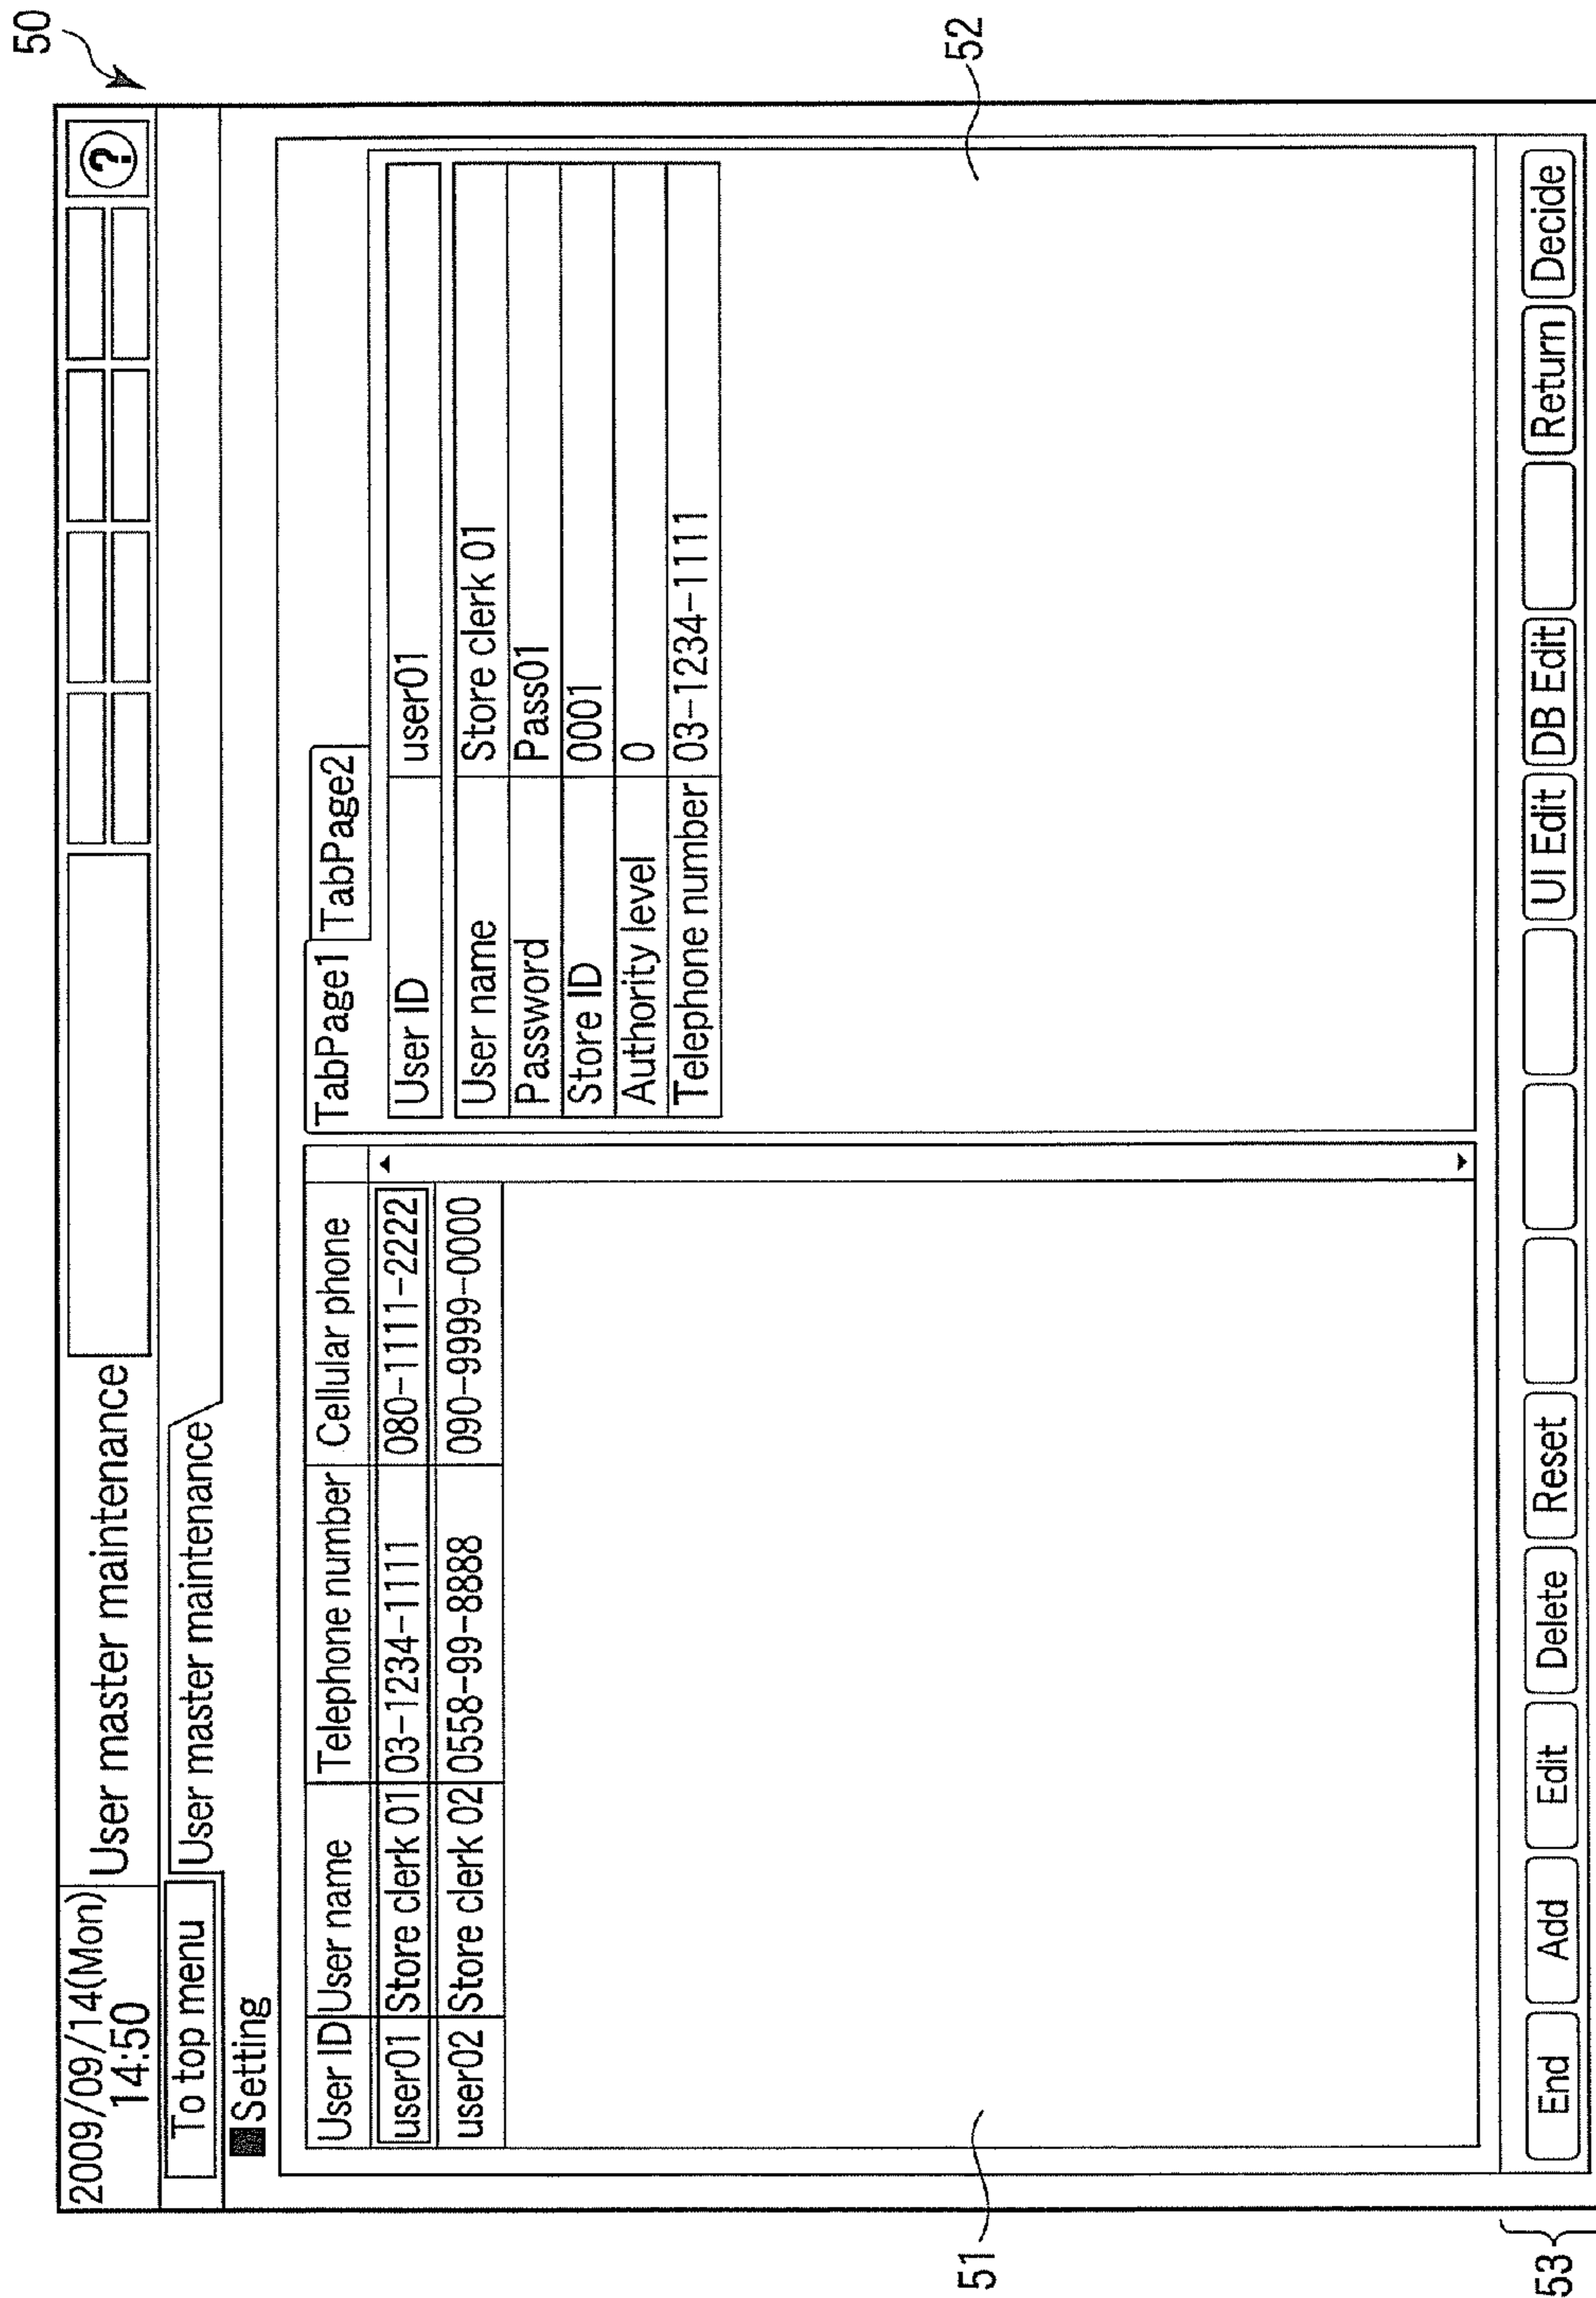 50
2009/09/14(Mon)
14:50
User master maintenance
?
To top menu
User master maintenance
■Setting
User ID User name Telephone number Cellular phone
user01 Store clerk 01 03-1234-1111 080-1111-2222
user02 Store clerk 02 0558-99-8888 090-9999-0000
TabPage1 TabPage2
User ID user01
User name Store clerk 01
Password Pass01
Store ID 0001
Authority level 0
Telephone number 03-1234-1111
51
52
53
End Add Edit Delete Reset UI Edit DB Edit Return Decide